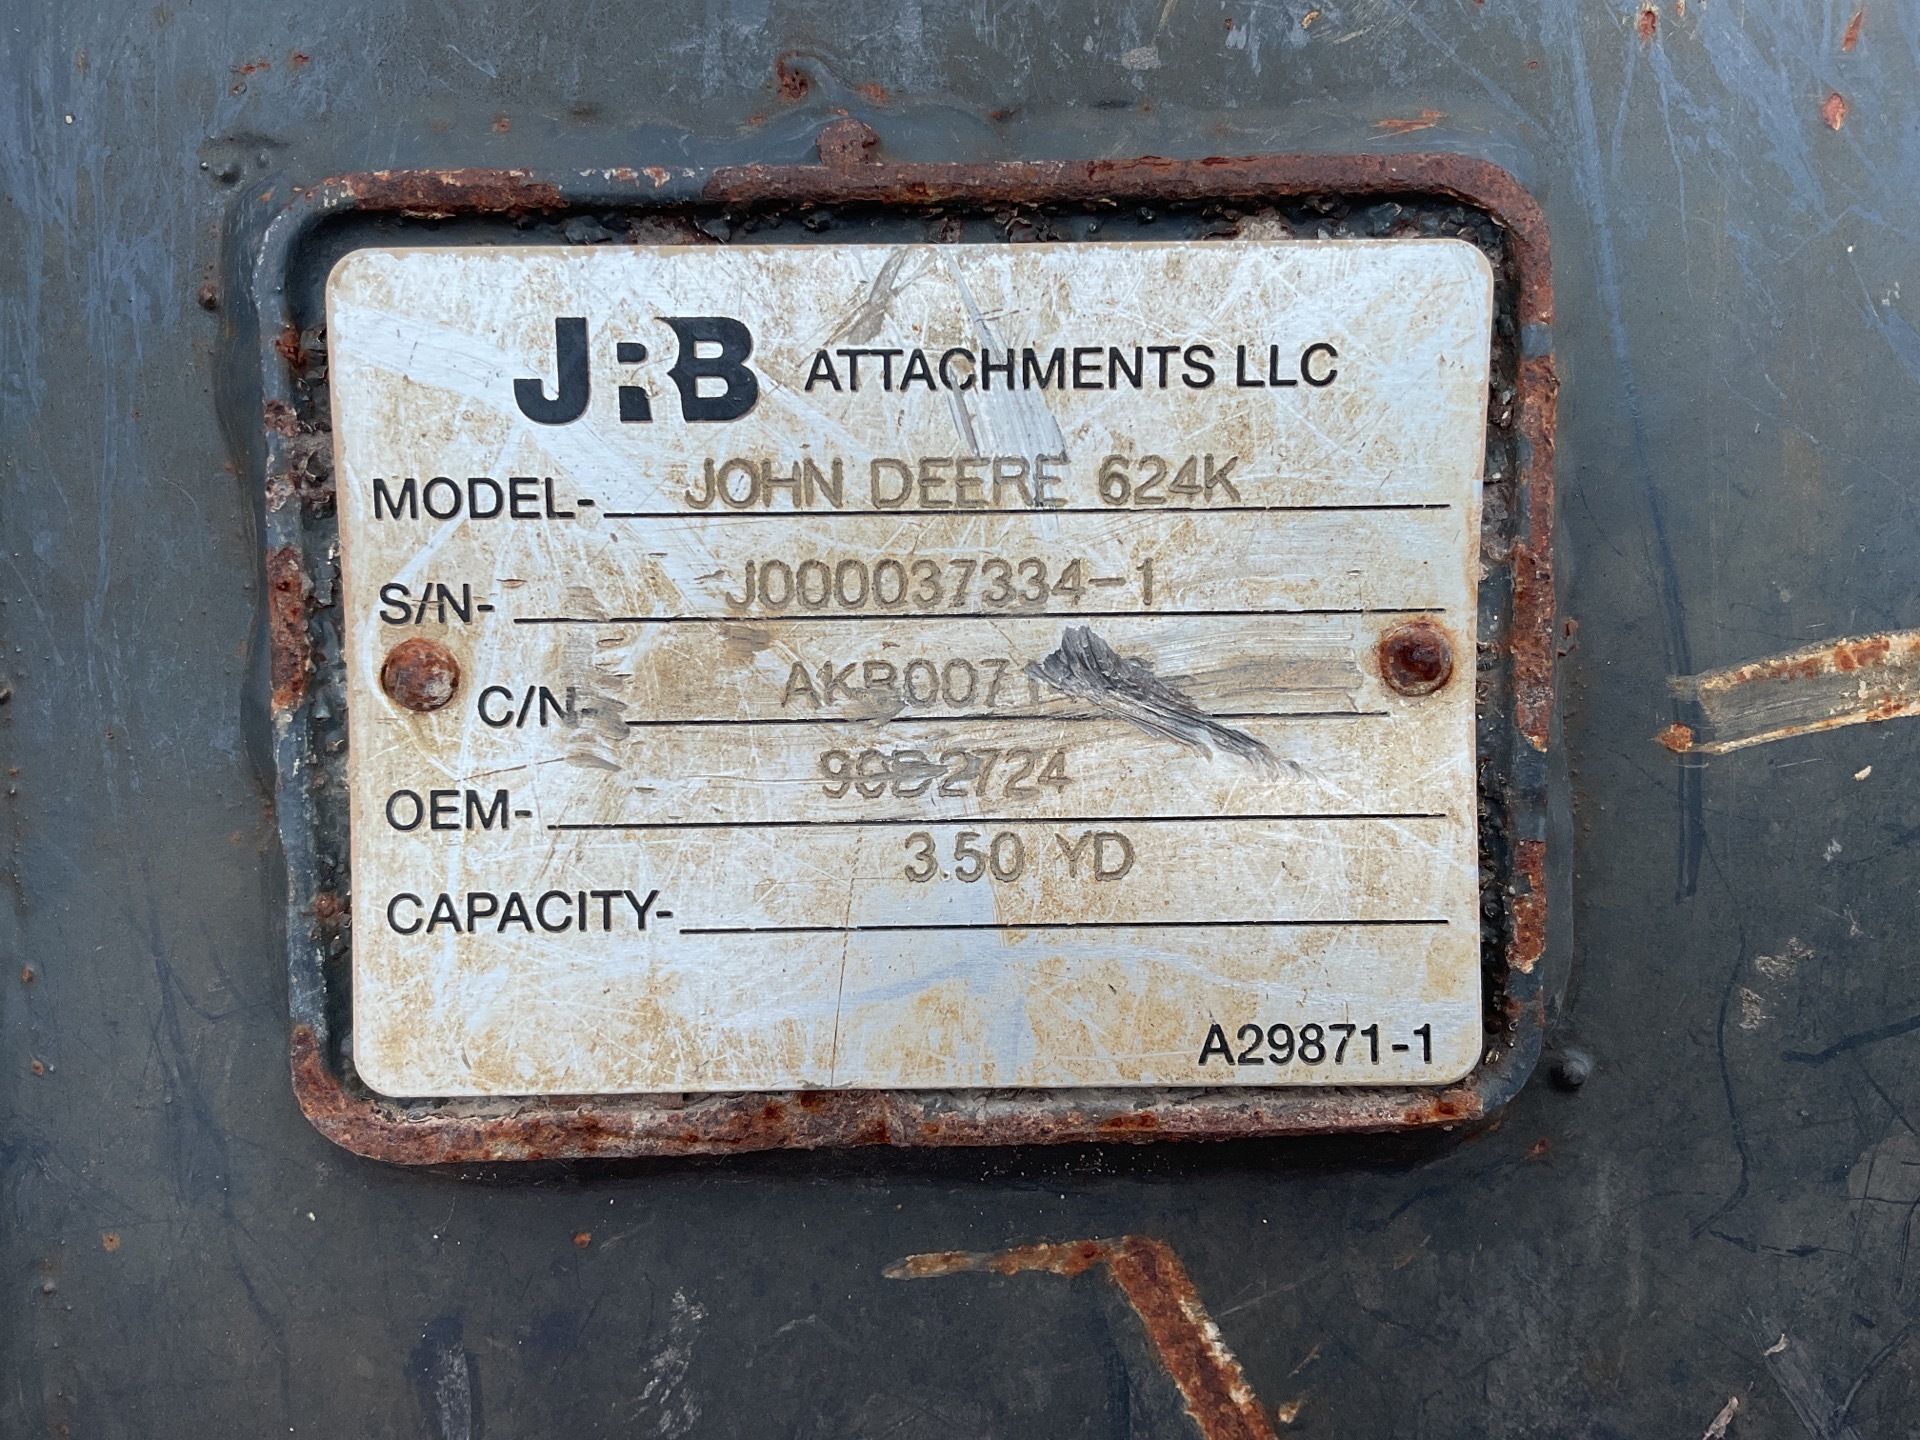 JRB ATTACHMENTS LLC
MODEL- JOHN DEERE 624K
S/N- J000037334-1
C/N-
OEM-
3.50 YD
CAPACITY-
A29871-1